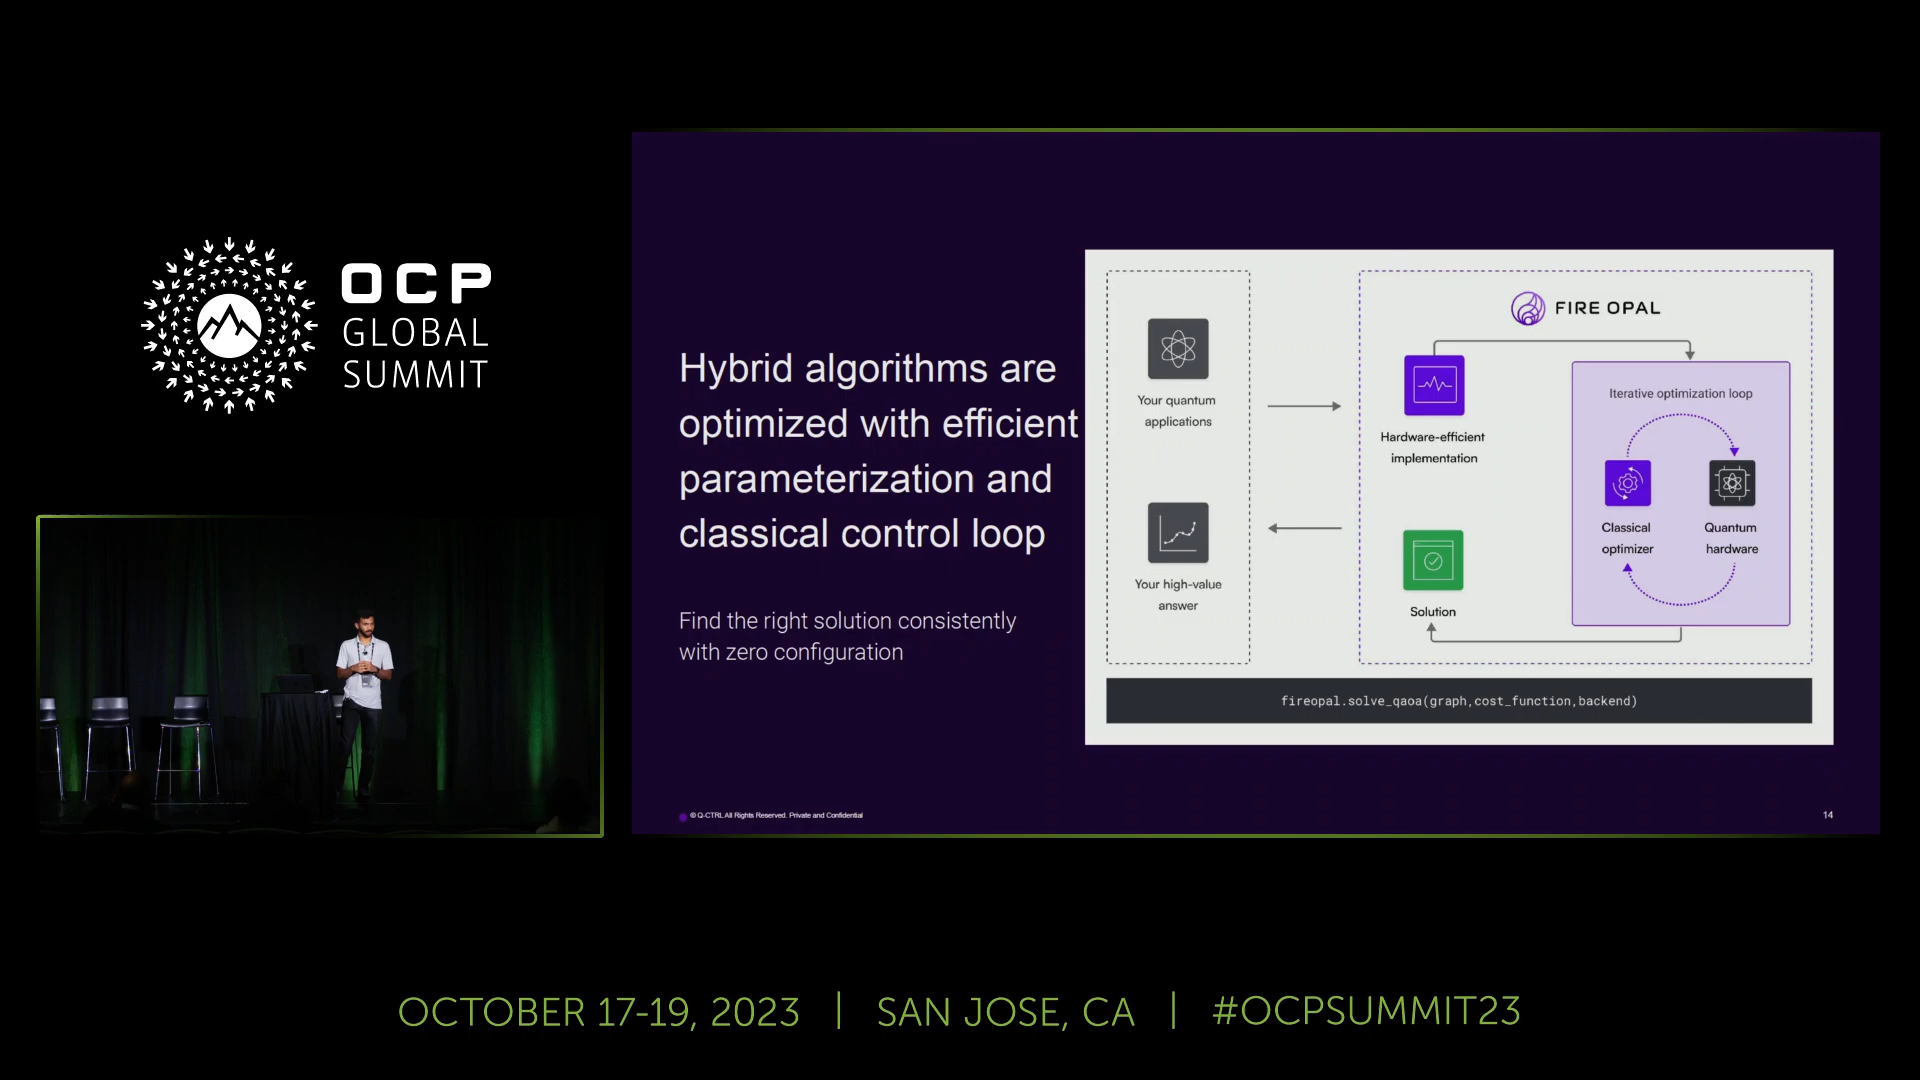 OCP
GLOBAL
SUMMIT
Hybrid algorithms are
optimized with efficient
parameterization and
classical control loop
Find the right solution consistently
with zero configuration
Your quantum
applications
Your high-value
answer
FIRE OPAL
Hardware-efficient
implementation
Solution
Iterative optimization loop
Classical
optimizer
Quantum
hardware
fireopal.solve_qaoa(graph,cost_function,backend)
© Q-CTRL All Rights Reserved. Private and Confidential
14
OCTOBER 17-19, 2023 | SAN JOSE, CA | #OCPSUMMIT23